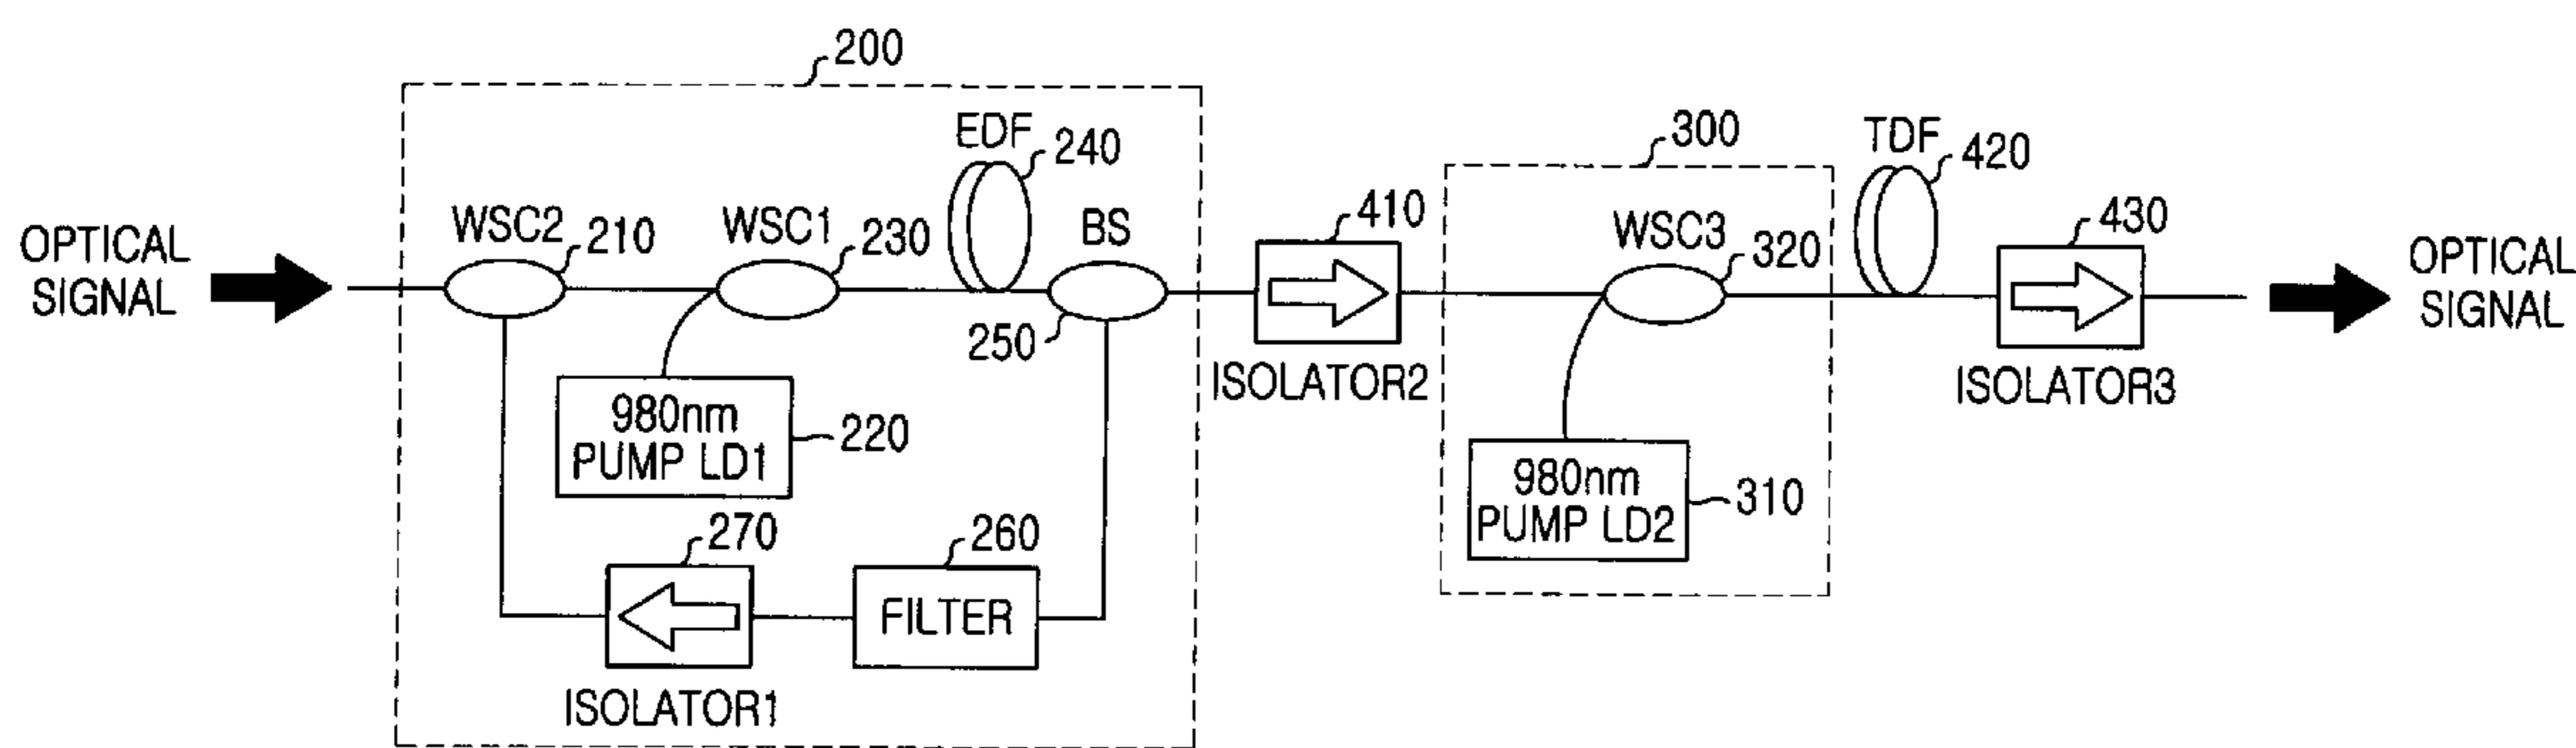 200
EDF
240
300
TDF
420
OPTICAL
SIGNAL
WSC2
210
WSC1
230
BS
250
410
ISOLATOR2
WSC3
320
430
ISOLATOR3
OPTICAL
SIGNAL
980nm
PUMP LD1
220
980nm
PUMP LD2
310
270
ISOLATOR1
260
FILTER